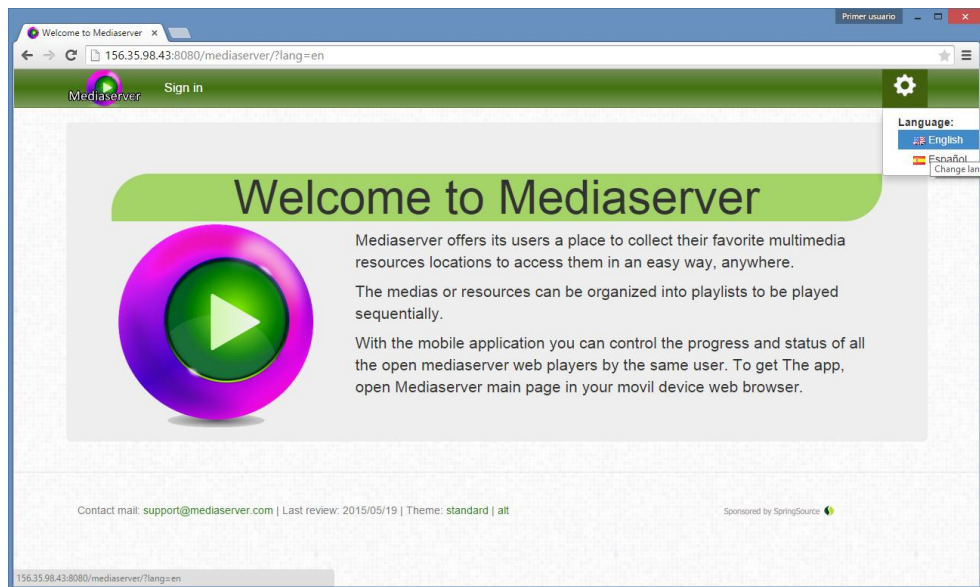 Primer usuario
Welcome to Mediaserver
156.35.98.43:8080/mediaserver/?lang=en
Mediaserver
Sign in
Language:
English
Español
Change lan
Welcome to Mediaserver
Mediaserver offers its users a place to collect their favorite multimedia
resources locations to access them in an easy way, anywhere.
The medias or resources can be organized into playlists to be played
sequentially.
With the mobile application you can control the progress and status of all
the open mediaserver web players by the same user. To get The app,
open Mediaserver main page in your movil device web browser.
Contact mail: support@mediaserver.com | Last review: 2015/05/19 | Theme: standard | alt
Sponsored by SpringSource
156.35.98.43:8080/mediaserver/?lang=en